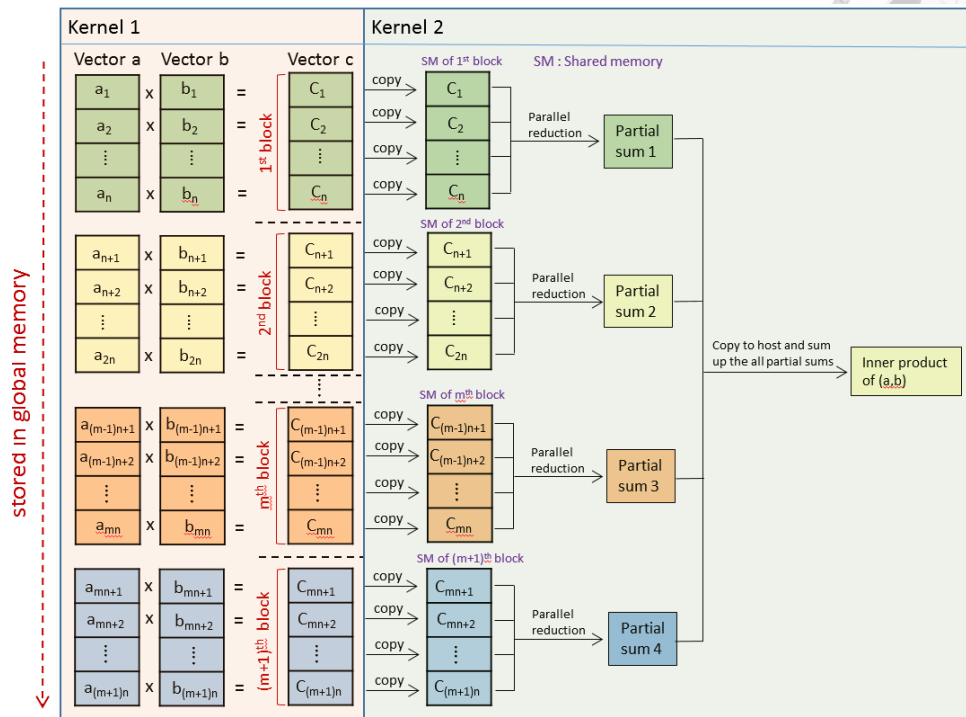 Kernel 1
Kernel 2
Vector a
Vector b
Vector c
SM of 1st block
SM : Shared memory
a1 x b1 = C1 copy C1
a2 x b2 = C2 copy C2
⋮ ⋮ ⋮ copy ⋮
an x bn = Cn copy Cn
1st block
Parallel
reduction
Partial
sum 1
SM of 2nd block
an+1 x bn+1 = Cn+1 copy Cn+1
an+2 x bn+2 = Cn+2 copy Cn+2
⋮ ⋮ ⋮ copy ⋮
a2n x b2n = C2n copy C2n
2nd block
Parallel
reduction
Partial
sum 2
⋮
SM of mth block
a(m-1)n+1 x b(m-1)n+1 = C(m-1)n+1 copy C(m-1)n+1
a(m-1)n+2 x b(m-1)n+2 = C(m-1)n+2 copy C(m-1)n+2
⋮ ⋮ ⋮ copy ⋮
amn x bmn = Cmn copy Cmn
mth block
Parallel
reduction
Partial
sum 3
SM of (m+1)th block
amn+1 x bmn+1 = Cmn+1 copy Cmn+1
amn+2 x bmn+2 = Cmn+2 copy Cmn+2
⋮ ⋮ ⋮ copy ⋮
a(m+1)n x b(m+1)n = C(m+1)n copy C(m+1)n
(m+1)th block
Parallel
reduction
Partial
sum 4
Copy to host and sum
up the all partial sums
Inner product
of (a,b)
stored in global memory